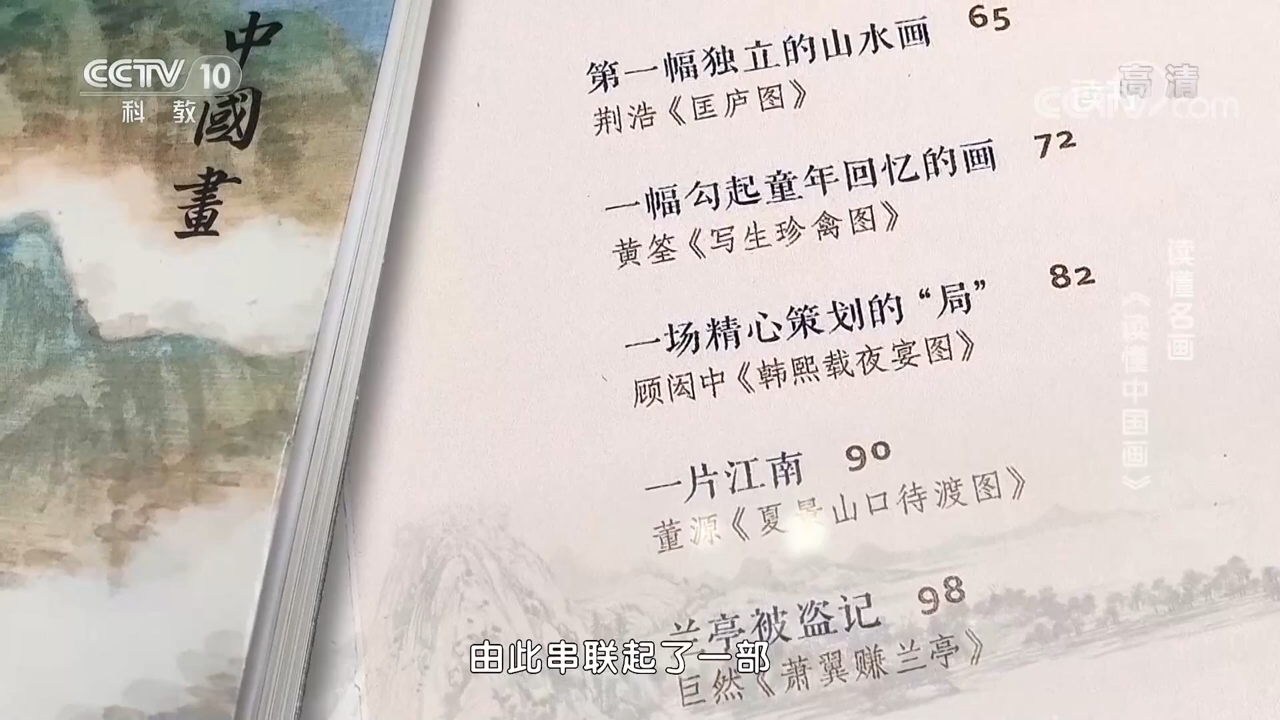 中國畫
CCTV 10
科教
高清
读书
CCTV.com
第一幅独立的山水画 65
荆浩《匡庐图》
一幅勾起童年回忆的画 72
黄筌《写生珍禽图》
一场精心策划的“局” 82
顾闳中《韩熙载夜宴图》
一片江南 90
董源《夏景山口待渡图》
兰亭被盗记 98
巨然《萧翼赚兰亭》
读懂名画
《读懂中国画》
由此串联起了一部